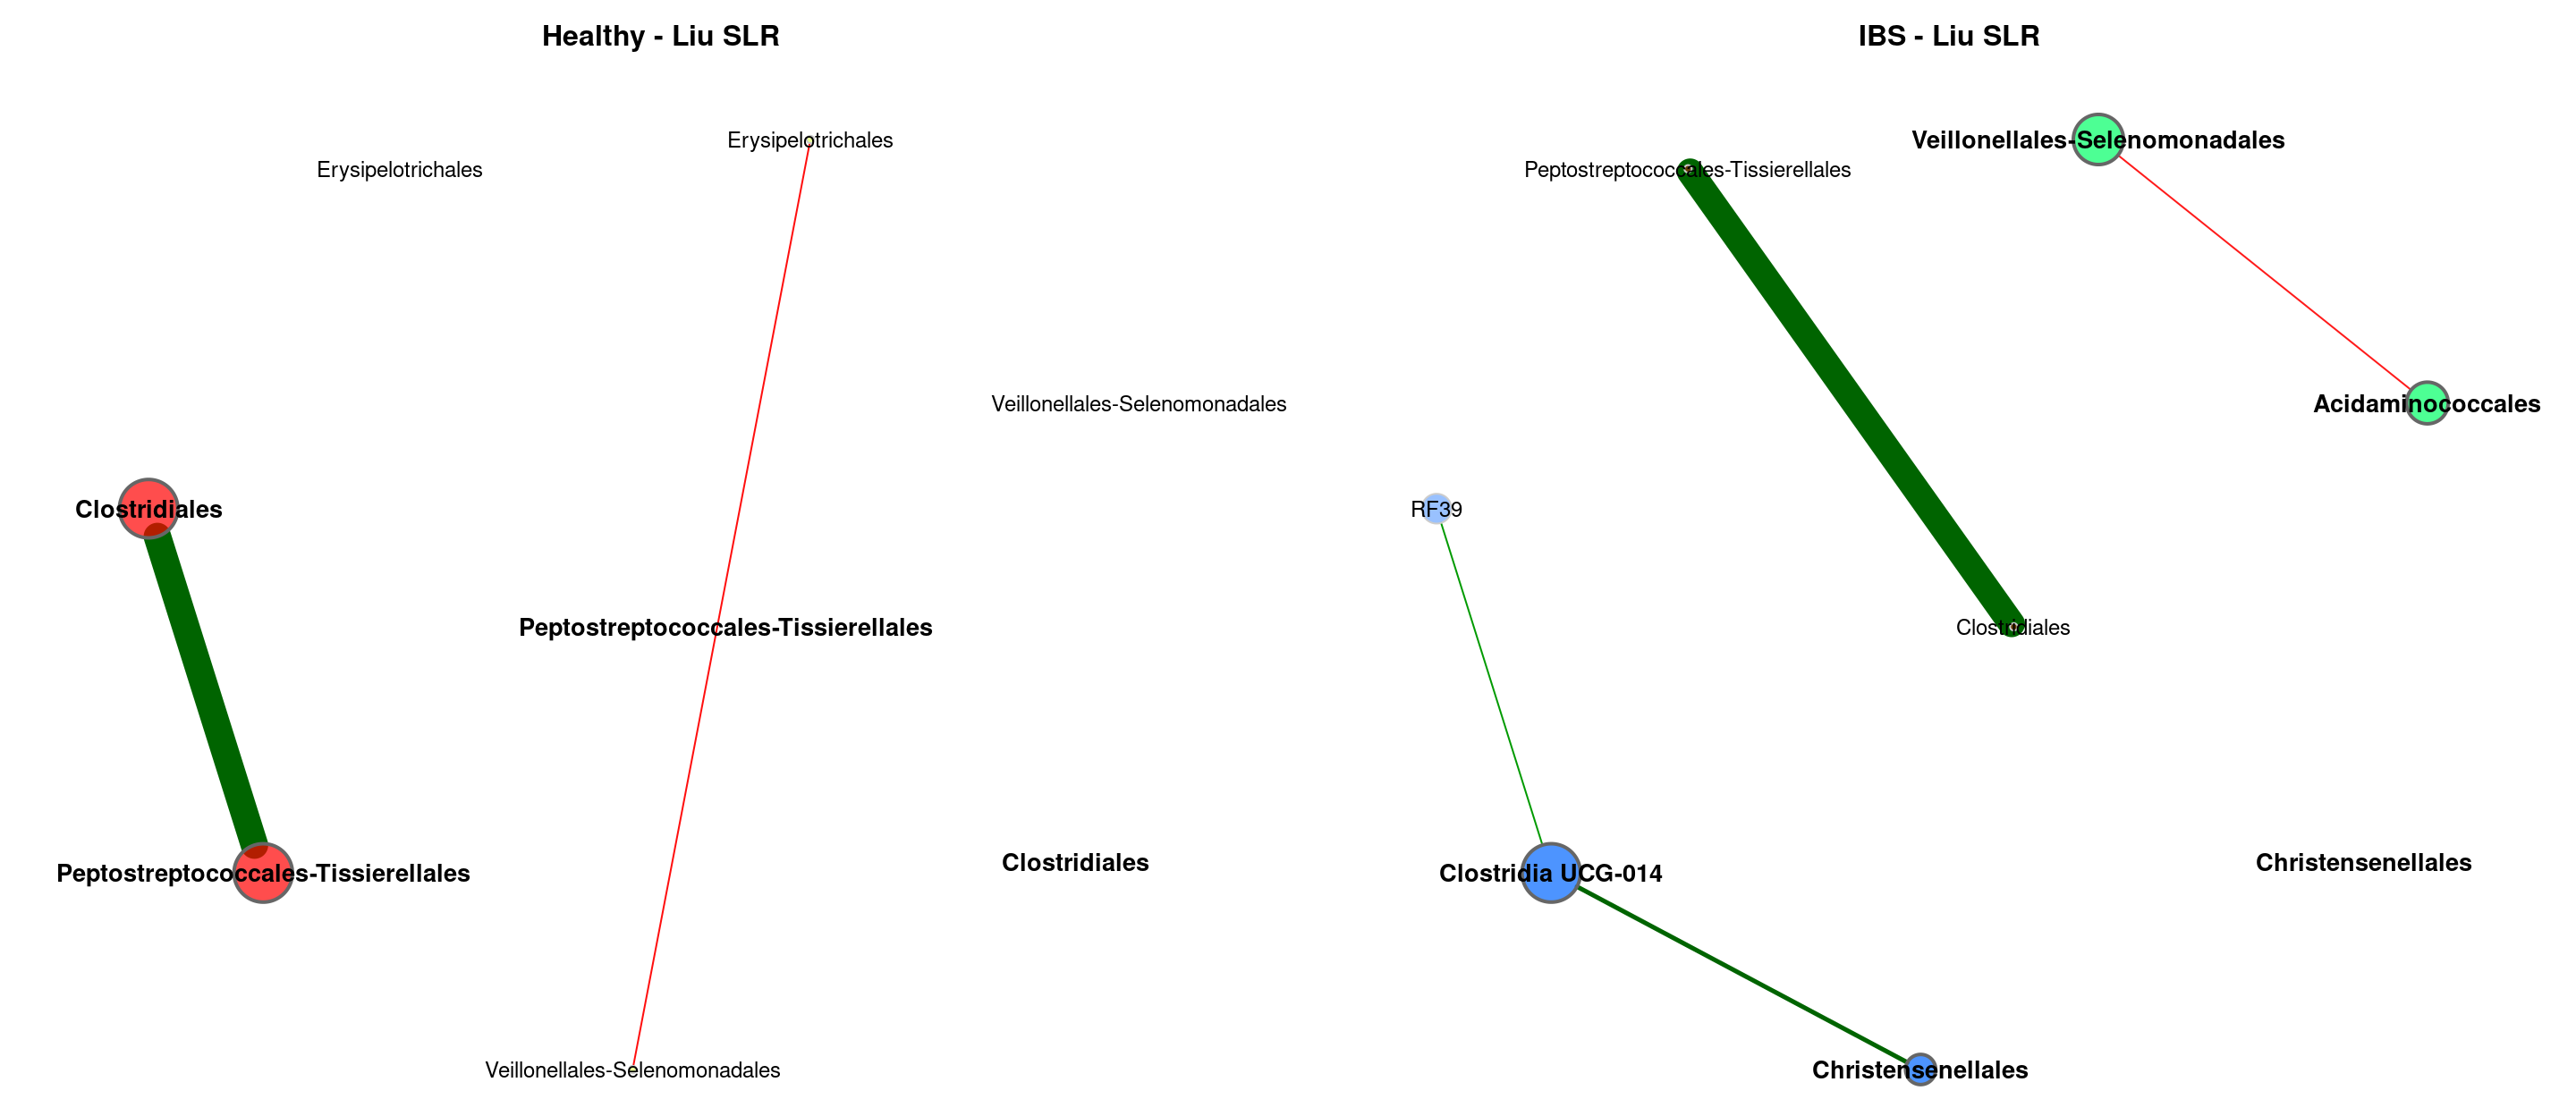 Healthy - Liu SLR
Erysipelotrichales
Erysipelotrichales
Veillonellales-Selenomonadales
Clostridiales
Peptostreptococcales-Tissierellales
Clostridiales
Peptostreptococcales-Tissierellales
Veillonellales-Selenomonadales
IBS - Liu SLR
Veillonellales-Selenomonadales
Peptostreptococcales-Tissierellales
Acidaminococcales
RF39
Clostridiales
Christensenellales
Clostridia UCG-014
Christensenellales